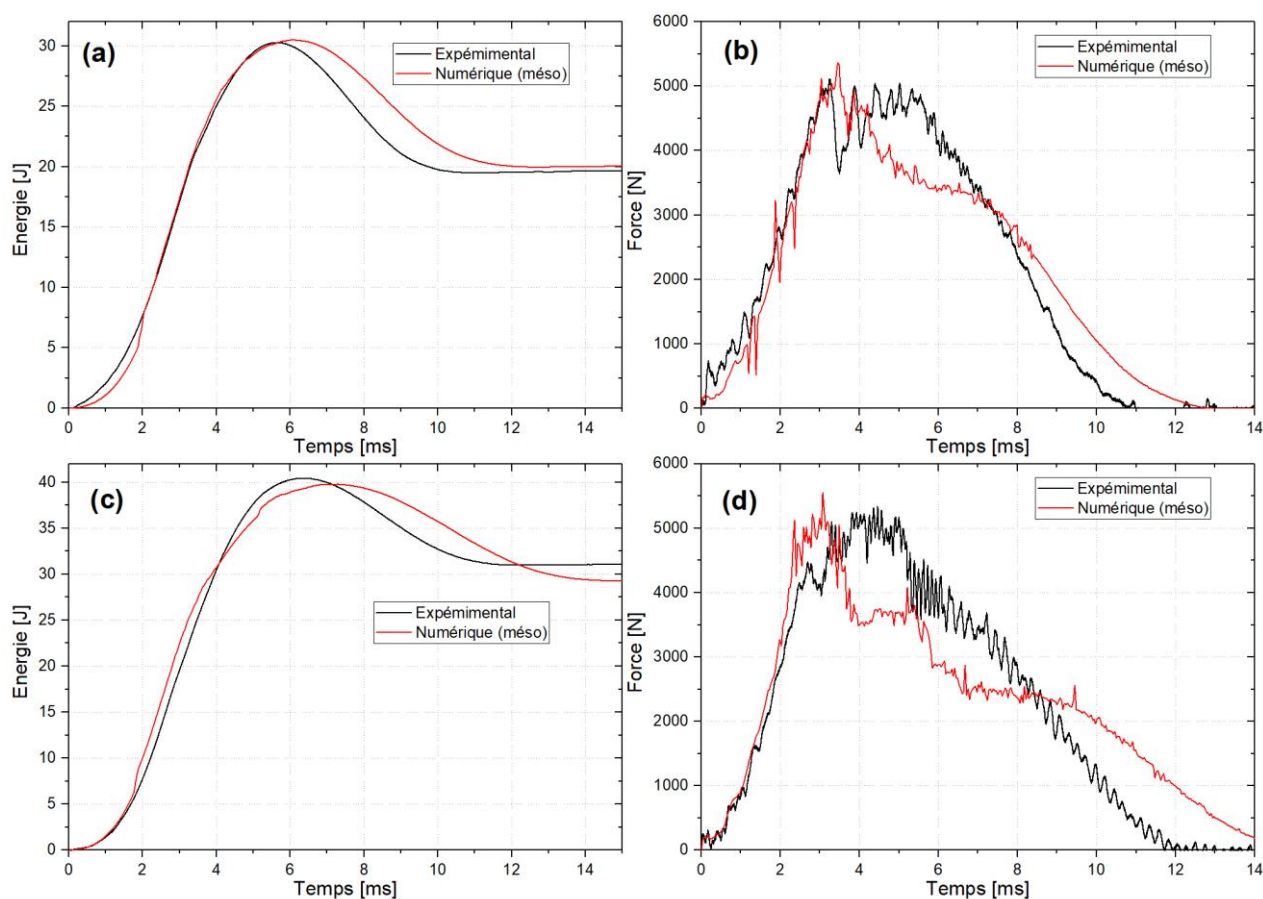 (a)
Expémimental
Numérique (méso)
Energie [J]
30
25
20
15
10
5
0
0 2 4 6 8 10 12 14
Temps [ms]
(b)
Expémimental
Numérique (méso)
Force [N]
6000
5000
4000
3000
2000
1000
0
0 2 4 6 8 10 12 14
Temps [ms]
(c)
Expémimental
Numérique (méso)
Energie [J]
40
35
30
25
20
15
10
5
0
0 2 4 6 8 10 12 14
Temps [ms]
(d)
Expémimental
Numérique (méso)
Force [N]
6000
5000
4000
3000
2000
1000
0
0 2 4 6 8 10 12 14
Temps [ms]